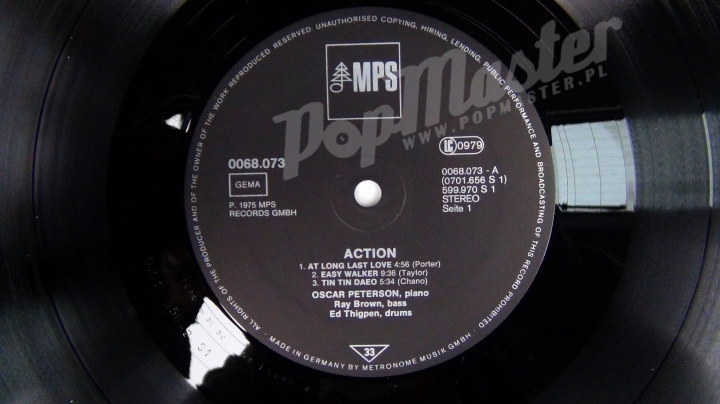 ALL RIGHTS OF THE PRODUCER AND OF THE OWNER OF THE WORK REPRODUCED RESERVED. UNAUTHORISED COPYING, HIRING, LENDING, PUBLIC PERFORMANCE AND BROADCASTING OF THIS RECORD PROHIBITED
PopMaster
WWW.POPMASTER.PL
MPS
0068.073
GEMA
P. 1975 MPS
RECORDS GMBH
LC 0979
0068.073 - A
(0701.656 S 1)
599.970 S 1
STEREO
Seite 1
ACTION
1. AT LONG LAST LOVE 4:56 (Porter)
2. EASY WALKER 9:36 (Taylor)
3. TIN TIN DAEO 5:34 (Chano)
OSCAR PETERSON, piano
Ray Brown, bass
Ed Thigpen, drums
33
MADE IN GERMANY BY METRONOME MUSIK GMBH